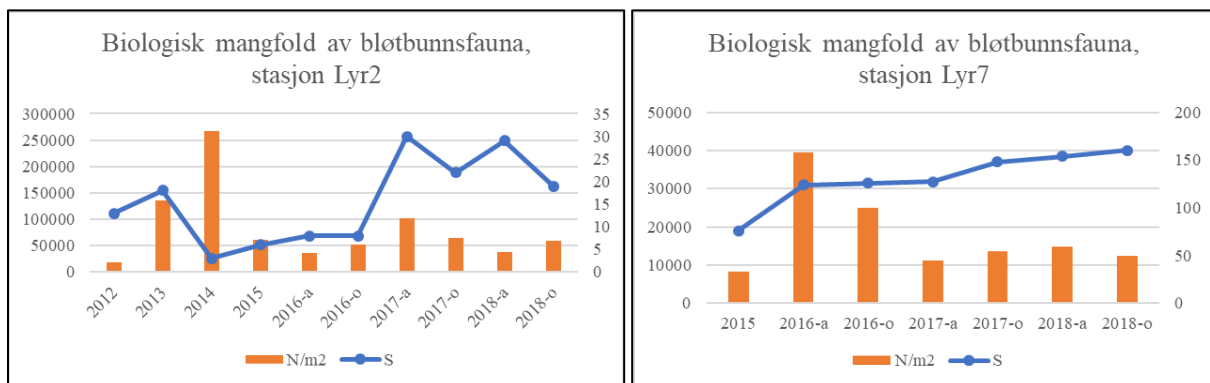 Biologisk mangfold av bløtbunnsfauna,
stasjon Lyr2
300000
250000
200000
150000
100000
50000
0
35
30
25
20
15
10
5
0
2012
2013
2014
2015
2016-a
2016-o
2017-a
2017-o
2018-a
2018-o
N/m2 S
Biologisk mangfold av bløtbunnsfauna,
stasjon Lyr7
50000
40000
30000
20000
10000
0
200
150
100
50
0
2015 2016-a 2016-o 2017-a 2017-o 2018-a 2018-o
N/m2 S